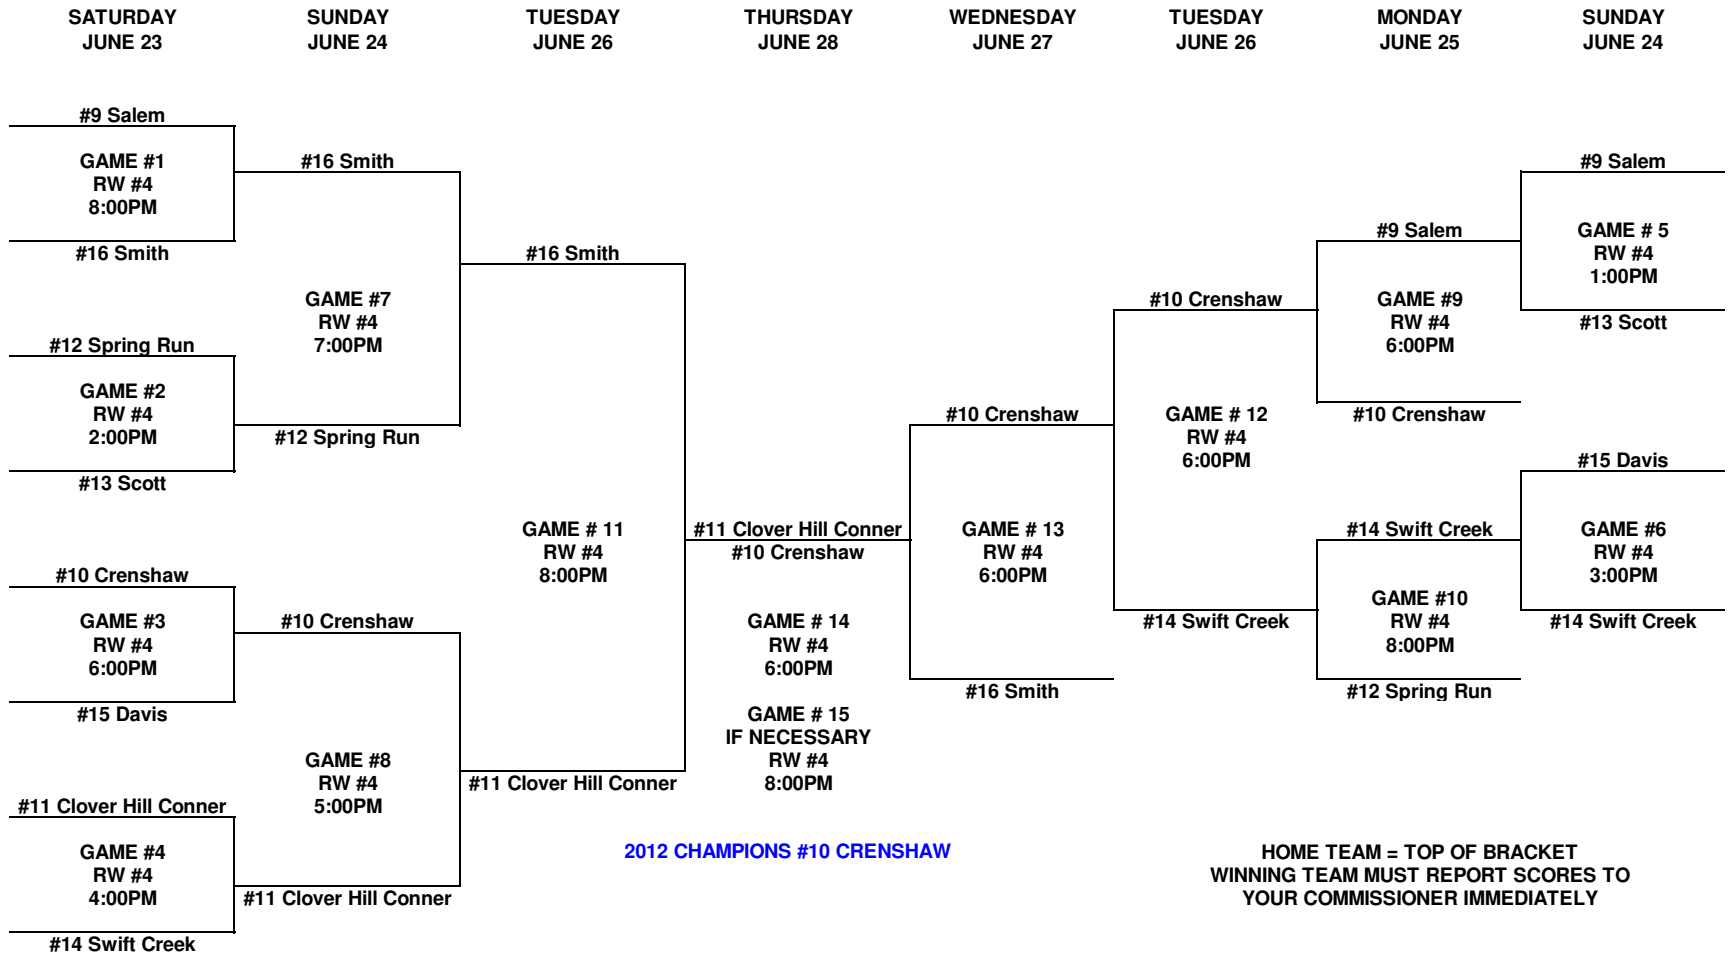 SATURDAY
JUNE 23
SUNDAY
JUNE 24
TUESDAY
JUNE 26
THURSDAY
JUNE 28
WEDNESDAY
JUNE 27
TUESDAY
JUNE 26
MONDAY
JUNE 25
SUNDAY
JUNE 24
#9 Salem
GAME #1
RW #4
8:00PM
#16 Smith
#12 Spring Run
GAME #2
RW #4
2:00PM
#13 Scott
#10 Crenshaw
GAME #3
RW #4
6:00PM
#15 Davis
#11 Clover Hill Conner
GAME #4
RW #4
4:00PM
#14 Swift Creek
#16 Smith
GAME #7
RW #4
7:00PM
#12 Spring Run
#10 Crenshaw
GAME #8
RW #4
5:00PM
#11 Clover Hill Conner
#16 Smith
GAME # 11
RW #4
8:00PM
#11 Clover Hill Conner
#11 Clover Hill Conner
#10 Crenshaw
GAME # 14
RW #4
6:00PM
GAME # 15
IF NECESSARY
RW #4
8:00PM
2012 CHAMPIONS #10 CRENSHAW
#10 Crenshaw
GAME # 13
RW #4
6:00PM
#16 Smith
#10 Crenshaw
GAME # 12
RW #4
6:00PM
#14 Swift Creek
#9 Salem
GAME #9
RW #4
6:00PM
#10 Crenshaw
#14 Swift Creek
GAME #10
RW #4
8:00PM
#12 Spring Run
#9 Salem
GAME # 5
RW #4
1:00PM
#13 Scott
#15 Davis
GAME #6
RW #4
3:00PM
#14 Swift Creek
HOME TEAM = TOP OF BRACKET
WINNING TEAM MUST REPORT SCORES TO
YOUR COMMISSIONER IMMEDIATELY